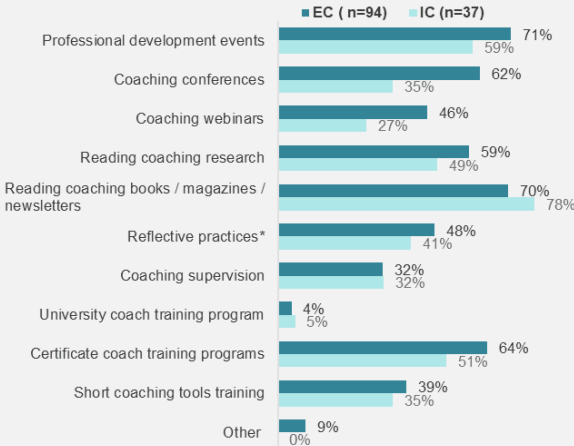 EC ( n=94) IC (n=37)
Professional development events 71%
59%
Coaching conferences 62%
35%
Coaching webinars 46%
27%
Reading coaching research 59%
49%
Reading coaching books / magazines /
newsletters 70%
78%
Reflective practices* 48%
41%
Coaching supervision 32%
32%
University coach training program 4%
5%
Certificate coach training programs 64%
51%
Short coaching tools training 39%
35%
Other 9%
0%